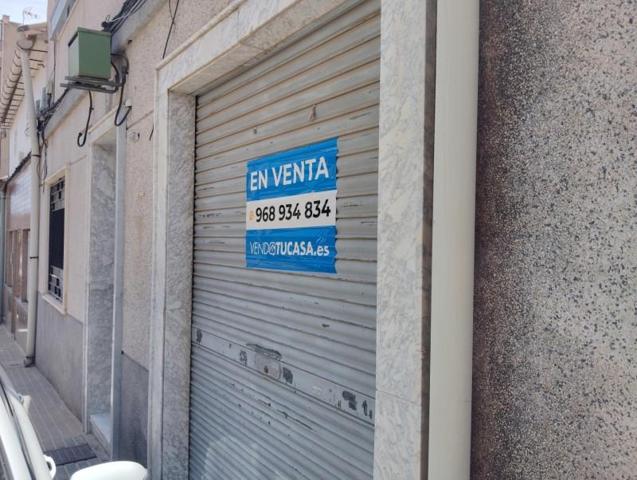 EN VENTA
968 934 834
VENDOTUCASA.es